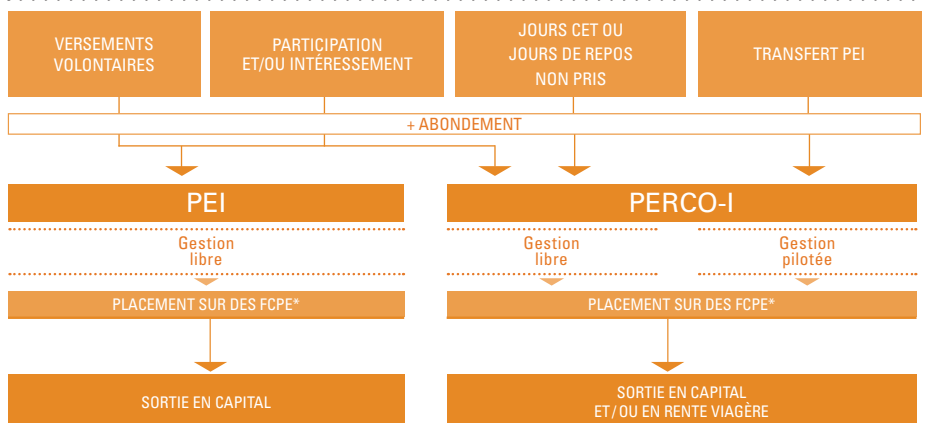 VERSEMENTS
VOLONTAIRES
PARTICIPATION
ET/OU INTÉRESSEMENT
JOURS CET OU
JOURS DE REPOS
NON PRIS
TRANSFERT PEI
+ ABONDEMENT
PEI
PERCO-I
Gestion
libre
Gestion
libre
Gestion
pilotée
PLACEMENT SUR DES FCPE*
PLACEMENT SUR DES FCPE*
SORTIE EN CAPITAL
SORTIE EN CAPITAL
ET/OU EN RENTE VIAGÈRE